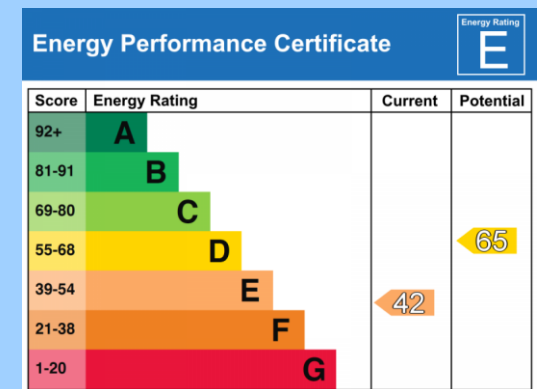 Energy Performance Certificate
Energy Rating
E
Score Energy Rating Current Potential
92+ A
81-91 B
69-80 C
55-68 D 65
39-54 E 42
21-38 F
1-20 G